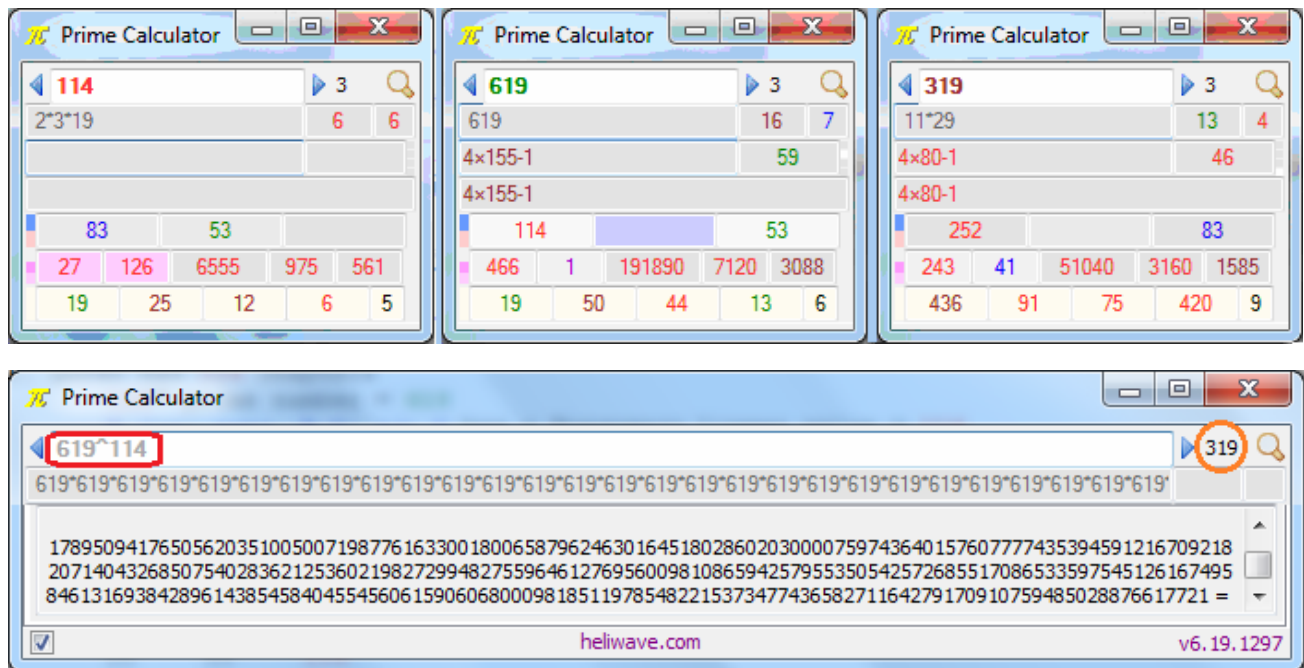 Prime Calculator
114 3
2*3*19 6 6
83 53
27 126 6555 975 561
19 25 12 6 5
Prime Calculator
619 3
619 16 7
4×155-1 59
4×155-1
114 53
466 1 191890 7120 3088
19 50 44 13 6
Prime Calculator
319 3
11*29 13 4
4×80-1 46
4×80-1
252 83
243 41 51040 3160 1585
436 91 75 420 9
Prime Calculator
619^114 319
619*619*619*619*619*619*619*619*619*619*619*619*619*619*619*619*619*619*619*619*619*619*619*619*619*619*619*619*
17895094176505620351005007198776163300180065879624630164518028602030000759743640157607777435394591216709218
20714043268507540283621253602198272994827559646127695600981086594257955350542572685517086533597545126167495
846131693842896143854584045545606159060680009818511978548221537347743658271164279170910759485028876617721 =
heliwave.com v6.19.1297